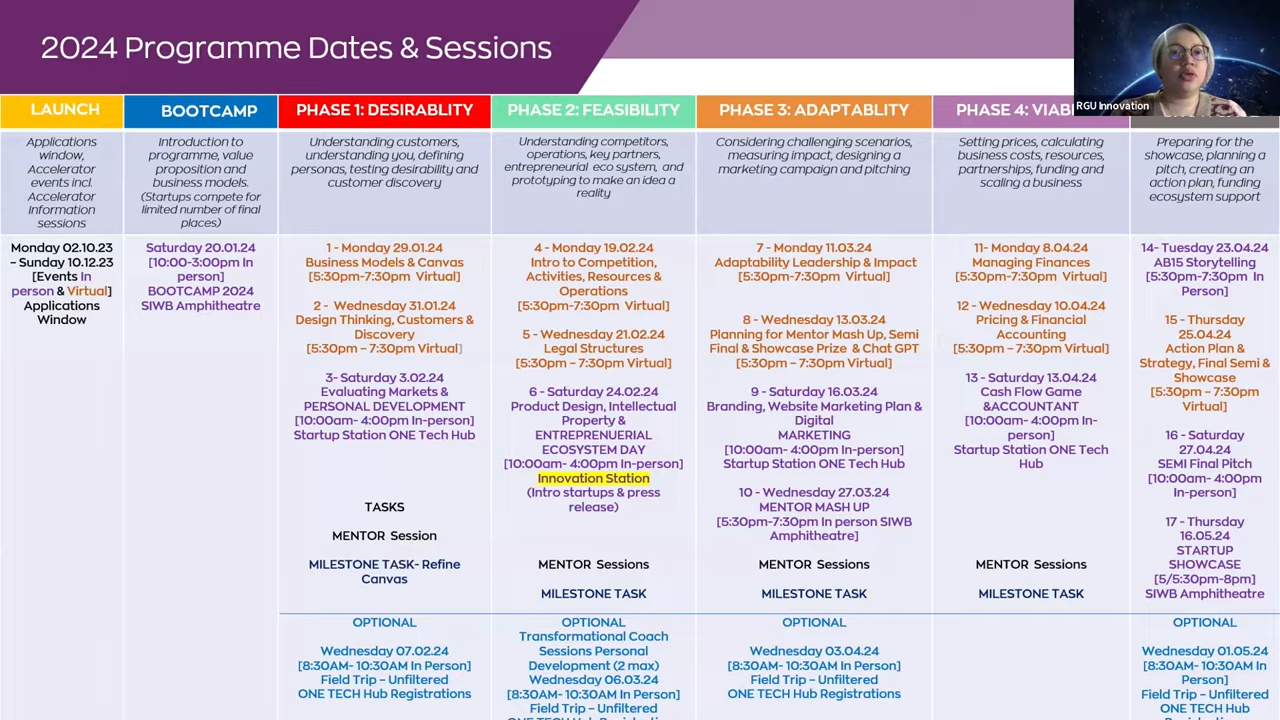 2024 Programme Dates & Sessions
RGU Innovation
LAUNCH
Applications
window,
Accelerator
events incl.
Accelerator
Information
sessions
Monday 02.10.23
– Sunday 10.12.23
[Events In
person & Virtual]
Applications
Window
BOOTCAMP
Introduction to
programme, value
proposition and
business models.
(Startups compete for
limited number of final
places)
Saturday 20.01.24
[10:00-3:00pm In
person]
BOOTCAMP 2024
SIWB Amphitheatre
PHASE 1: DESIRABLITY
Understanding customers,
understanding you, defining
personas, testing desirability and
customer discovery
1 - Monday 29.01.24
Business Models & Canvas
[5:30pm-7:30pm Virtual]
2 - Wednesday 31.01.24
Design Thinking, Customers &
Discovery
[5:30pm – 7:30pm Virtual]
3- Saturday 3.02.24
Evaluating Markets &
PERSONAL DEVELOPMENT
[10:00am- 4:00pm In-person]
Startup Station ONE Tech Hub
TASKS
MENTOR Session
MILESTONE TASK- Refine
Canvas
OPTIONAL
Wednesday 07.02.24
[8:30AM- 10:30AM In Person]
Field Trip – Unfiltered
ONE TECH Hub Registrations
PHASE 2: FEASIBILITY
Understanding competitors,
operations, key partners,
entrepreneurial eco system, and
prototyping to make an idea a
reality
4 - Monday 19.02.24
Intro to Competition,
Activities, Resources &
Operations
[5:30pm-7:30pm Virtual]
5 - Wednesday 21.02.24
Legal Structures
[5:30pm – 7:30pm Virtual]
6 - Saturday 24.02.24
Product Design, Intellectual
Property &
ENTREPRENUERIAL
ECOSYSTEM DAY
[10:00am- 4:00pm In-person]
Innovation Station
(Intro startups & press
release)
MENTOR Sessions
MILESTONE TASK
OPTIONAL
Transformational Coach
Sessions Personal
Development (2 max)
Wednesday 06.03.24
[8:30AM- 10:30AM In Person]
Field Trip – Unfiltered
PHASE 3: ADAPTABLITY
Considering challenging scenarios,
measuring impact, designing a
marketing campaign and pitching
7 - Monday 11.03.24
Adaptability Leadership & Impact
[5:30pm-7:30pm Virtual]
8 - Wednesday 13.03.24
Planning for Mentor Mash Up, Semi
Final & Showcase Prize & Chat GPT
[5:30pm – 7:30pm Virtual]
9 - Saturday 16.03.24
Branding, Website Marketing Plan &
Digital
MARKETING
[10:00am- 4:00pm In-person]
Startup Station ONE Tech Hub
10 - Wednesday 27.03.24
MENTOR MASH UP
[5:30pm-7:30pm In person SIWB
Amphitheatre]
MENTOR Sessions
MILESTONE TASK
OPTIONAL
Wednesday 03.04.24
[8:30AM- 10:30AM In Person]
Field Trip – Unfiltered
ONE TECH Hub Registrations
PHASE 4:
Setting prices, calculating
business costs, resources,
partnerships, funding and
scaling a business
11- Monday 8.04.24
Managing Finances
[5:30pm-7:30pm Virtual]
12 - Wednesday 10.04.24
Pricing & Financial
Accounting
[5:30pm – 7:30pm Virtual]
13 - Saturday 13.04.24
Cash Flow Game
&ACCOUNTANT
[10:00am- 4:00pm In-
person]
Startup Station ONE Tech
Hub
MENTOR Sessions
MILESTONE TASK
Preparing for the
showcase, planning a
pitch, creating an
action plan, funding
ecosystem support
14- Tuesday 23.04.24
AB15 Storytelling
[5:30pm-7:30pm In
Person]
15 - Thursday
25.04.24
Action Plan &
Strategy, Final Semi &
Showcase
[5:30pm – 7:30pm
Virtual]
16 - Saturday
27.04.24
SEMI Final Pitch
[10:00am- 4:00pm
In-person]
17 - Thursday
16.05.24
STARTUP
SHOWCASE
[5/5:30pm-8pm]
SIWB Amphitheatre
OPTIONAL
Wednesday 01.05.24
[8:30AM- 10:30AM In
Person]
Field Trip – Unfiltered
ONE TECH Hub